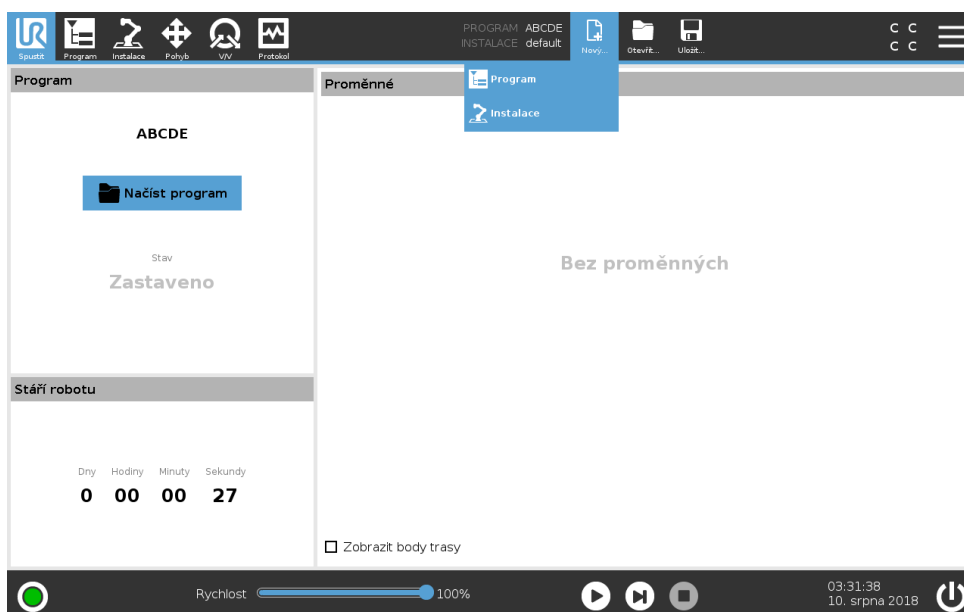 UR
Spustit
Program
Instalace
Pohyb
V/V
Protokol
PROGRAM ABCDE
INSTALACE default
Nový...
Otevřít...
Uložit...
C C
C C
Program
Instalace
Program
ABCDE
Načíst program
Stav
Zastaveno
Proměnné
Bez proměnných
Stáří robotu
Dny Hodiny Minuty Sekundy
0 00 00 27
Zobrazit body trasy
Rychlost 100%
03:31:38
10. srpna 2018